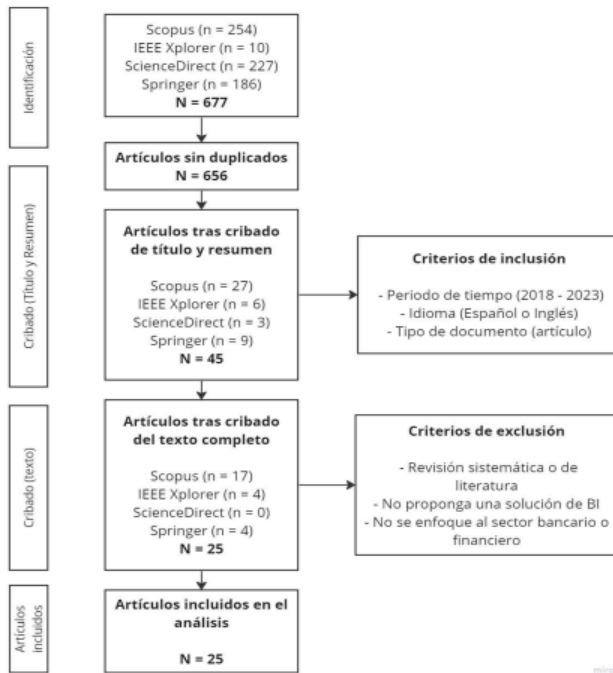 Identificación
Scopus (n = 254)
IEEE Xplorer (n = 10)
ScienceDirect (n = 227)
Springer (n = 186)
N = 677
Artículos sin duplicados
N = 656
Cribado (Título y Resumen)
Artículos tras cribado
de título y resumen
Scopus (n = 27)
IEEE Xplorer (n = 6)
ScienceDirect (n = 3)
Springer (n = 9)
N = 45
Criterios de inclusión
- Periodo de tiempo (2018 - 2023)
- Idioma (Español o Inglés)
- Tipo de documento (artículo)
Cribado (texto)
Artículos tras cribado
del texto completo
Scopus (n = 17)
IEEE Xplorer (n = 4)
ScienceDirect (n = 0)
Springer (n = 4)
N = 25
Criterios de exclusión
- Revisión sistemática o de
literatura
- No proponga una solución de BI
- No se enfoque al sector bancario o
financiero
Artículos
incluidos
Artículos incluidos en el
análisis
N = 25
miro